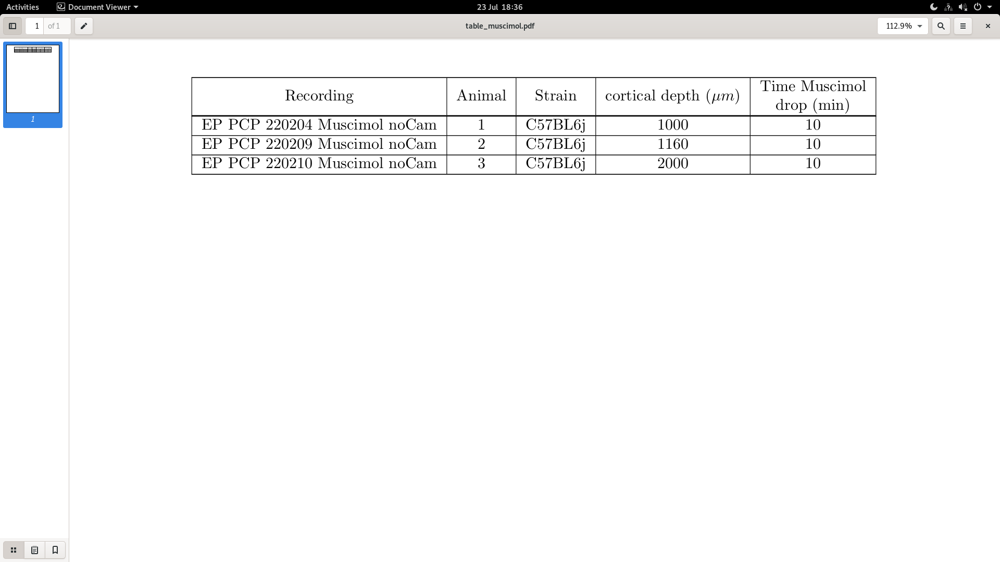 Activities Document Viewer 23 Jul 18:36
1 of 1 table_muscimol.pdf 112.9%
1
Recording Animal Strain cortical depth (μm) Time Muscimol
drop (min)
EP PCP 220204 Muscimol noCam 1 C57BL6j 1000 10
EP PCP 220209 Muscimol noCam 2 C57BL6j 1160 10
EP PCP 220210 Muscimol noCam 3 C57BL6j 2000 10